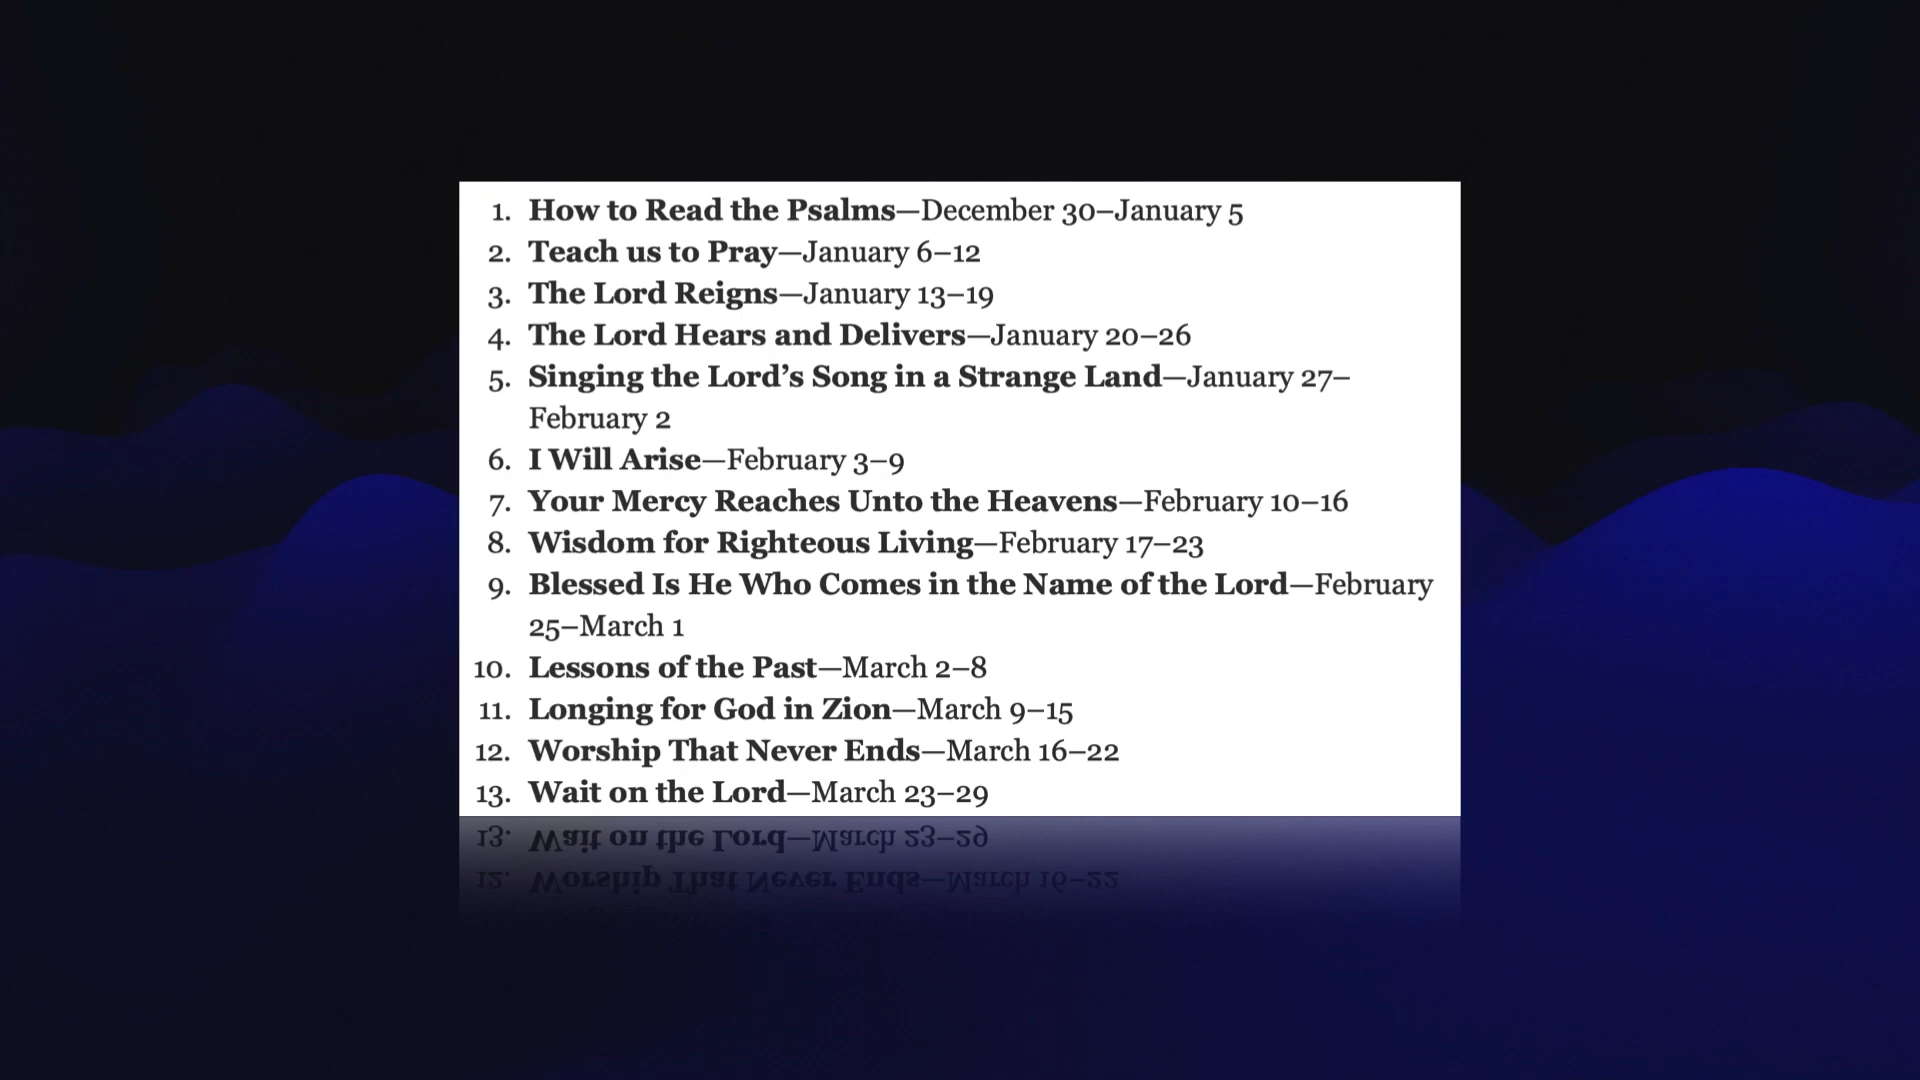 1. How to Read the Psalms—December 30–January 5
2. Teach us to Pray—January 6–12
3. The Lord Reigns—January 13–19
4. The Lord Hears and Delivers—January 20–26
5. Singing the Lord’s Song in a Strange Land—January 27–
February 2
6. I Will Arise—February 3–9
7. Your Mercy Reaches Unto the Heavens—February 10–16
8. Wisdom for Righteous Living—February 17–23
9. Blessed Is He Who Comes in the Name of the Lord—February
25–March 1
10. Lessons of the Past—March 2–8
11. Longing for God in Zion—March 9–15
12. Worship That Never Ends—March 16–22
13. Wait on the Lord—March 23–29